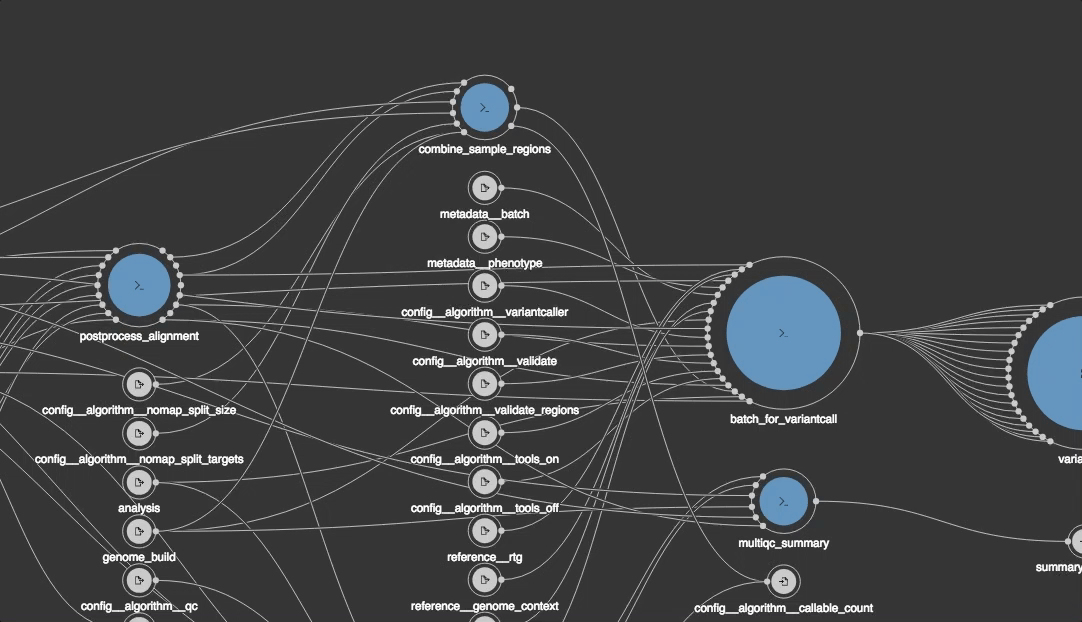 combine_sample_regions
metadata__batch
metadata__phenotype
config__algorithm__variantcaller
postprocess_alignment
config__algorithm__validate
config__algorithm__nomap_split_size
config__algorithm__validate_regions
batch_for_variantcall
config__algorithm__nomap_split_targets
config__algorithm__tools_on
varia
analysis
config__algorithm__tools_off
multiqc_summary
genome_build
reference__rtg
summary
config__algorithm__qc
reference__genome_context
config__algorithm__callable_count